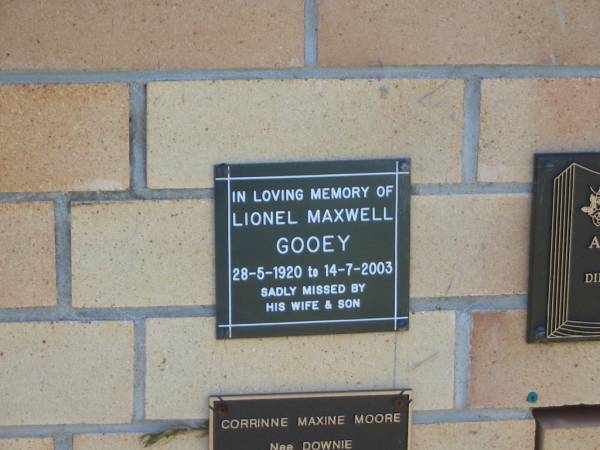 IN LOVING MEMORY OF
LIONEL MAXWELL
GOOEY
28-5-1920 to 14-7-2003
SADLY MISSED BY
HIS WIFE & SON
CORRINNE MAXINE MOORE
Nee DOWNIE